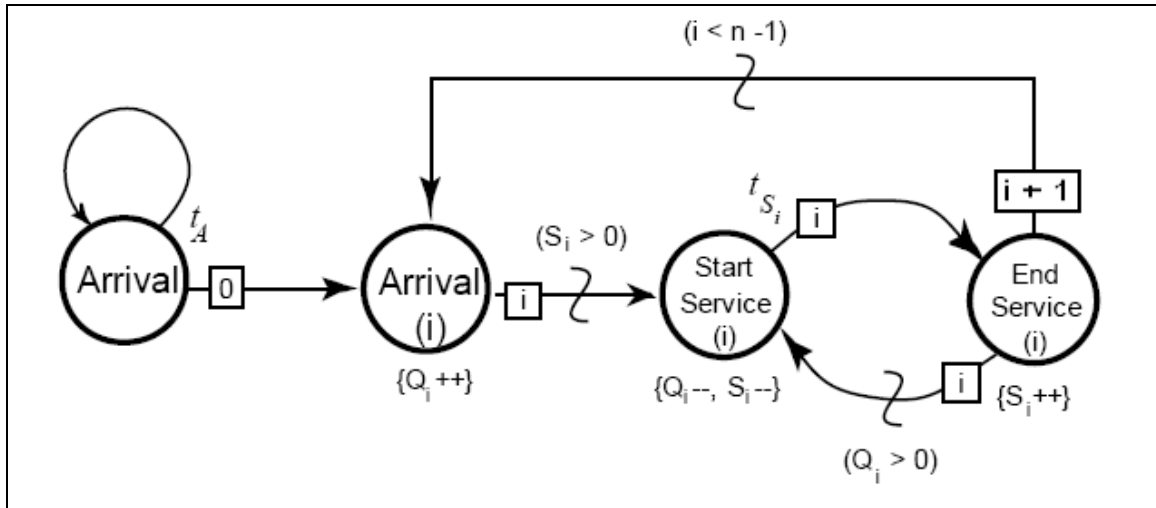 (i < n -1)
t_A
Arrival
0
Arrival
(i)
{Q_i ++}
(S_i > 0)
i
Start
Service
(i)
{Q_i --, S_i --}
t_{S_i}
i
i + 1
End
Service
(i)
{S_i ++}
i
(Q_i > 0)